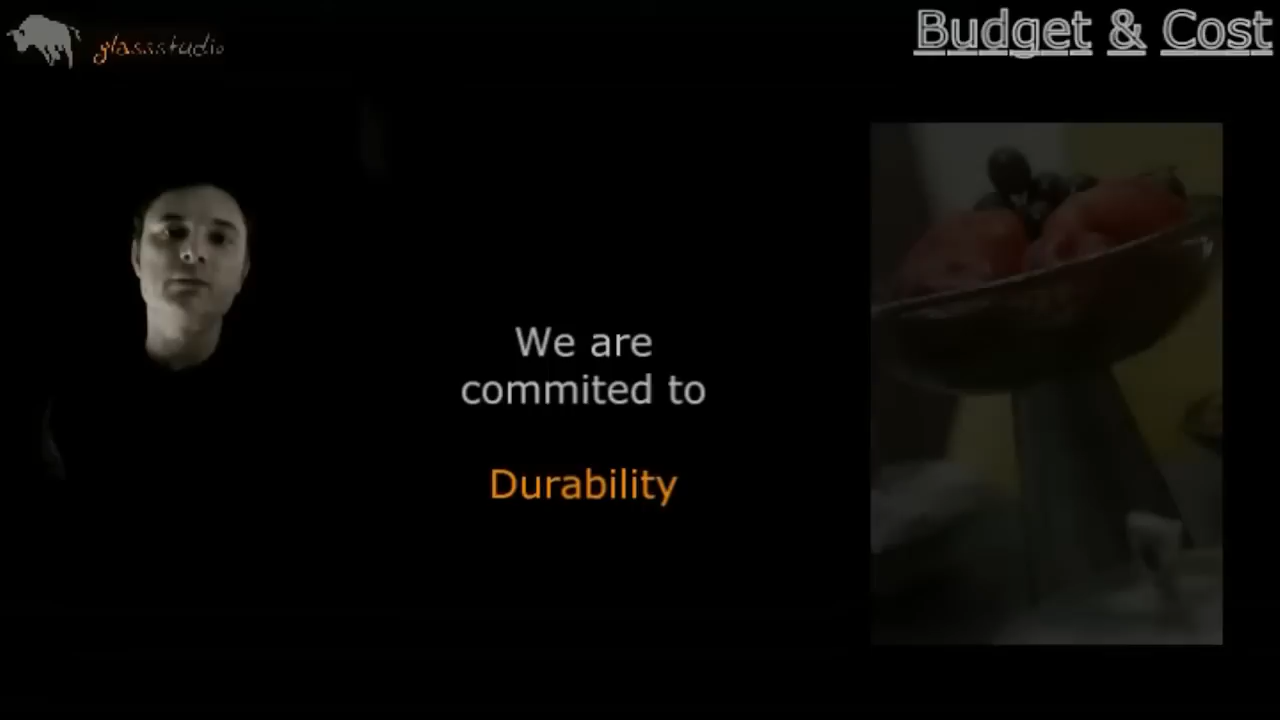 glassstudio
Budget & Cost
We are
commited to
Durability